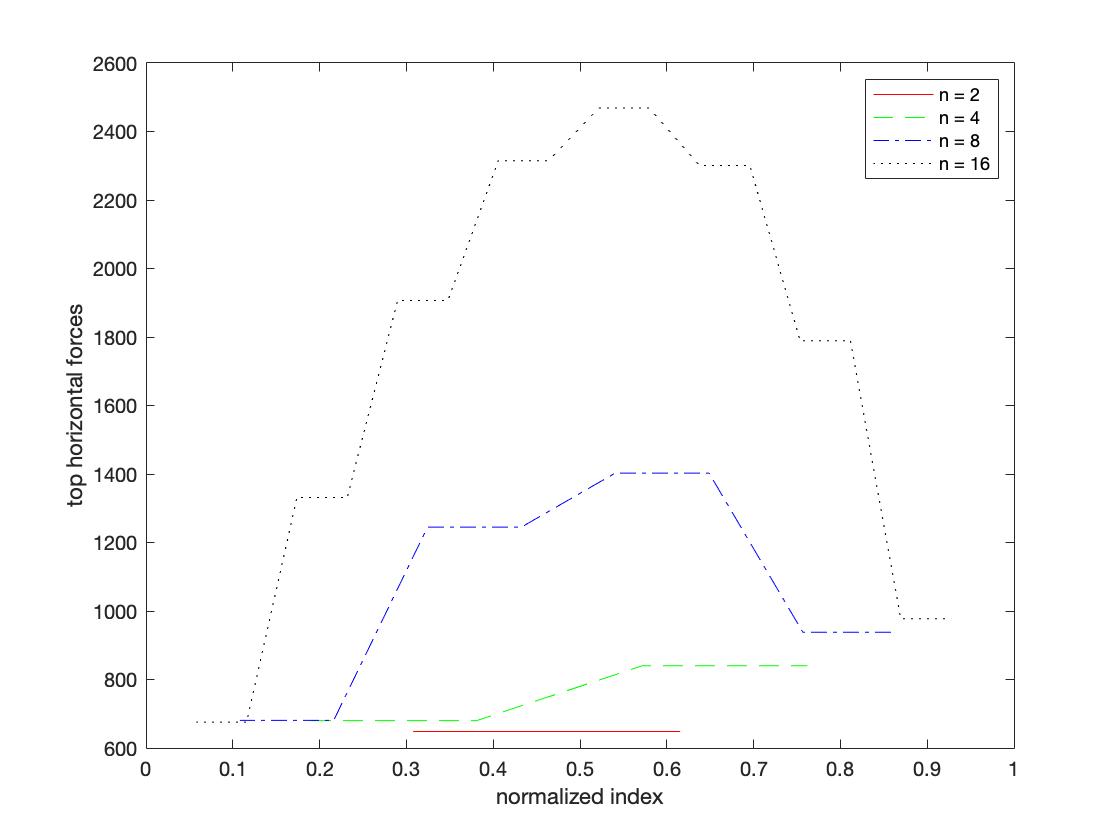 2600
2400
2200
2000
1800
1600
1400
1200
1000
800
600
top horizontal forces
n = 2
n = 4
n = 8
n = 16
0 0.1 0.2 0.3 0.4 0.5 0.6 0.7 0.8 0.9 1
normalized index